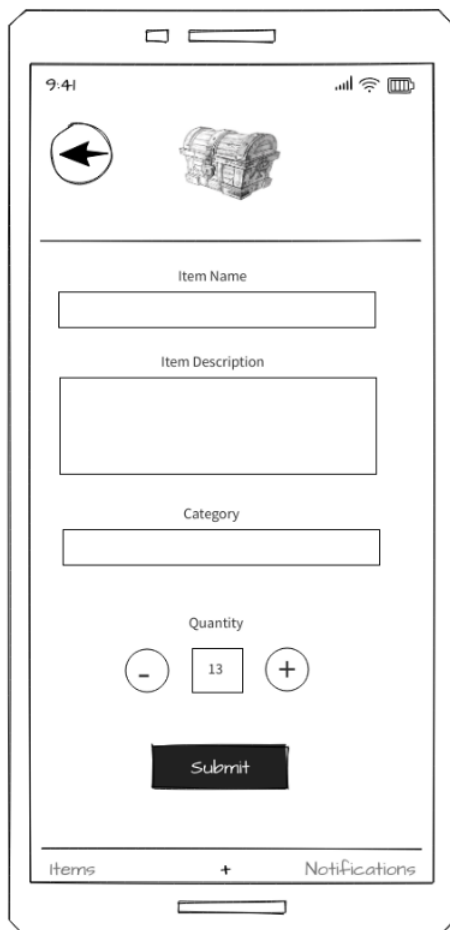 9:41
Item Name
Item Description
Category
Quantity
- 13 +
Submit
Items + Notifications